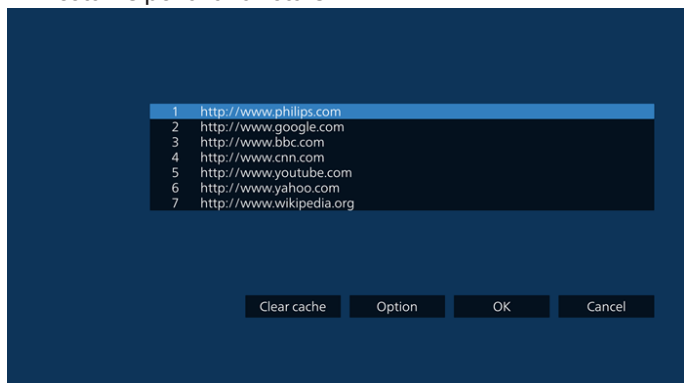 1 http://www.philips.com
2 http://www.google.com
3 http://www.bbc.com
4 http://www.cnn.com
5 http://www.youtube.com
6 http://www.yahoo.com
7 http://www.wikipedia.org
Clear cache Option OK Cancel